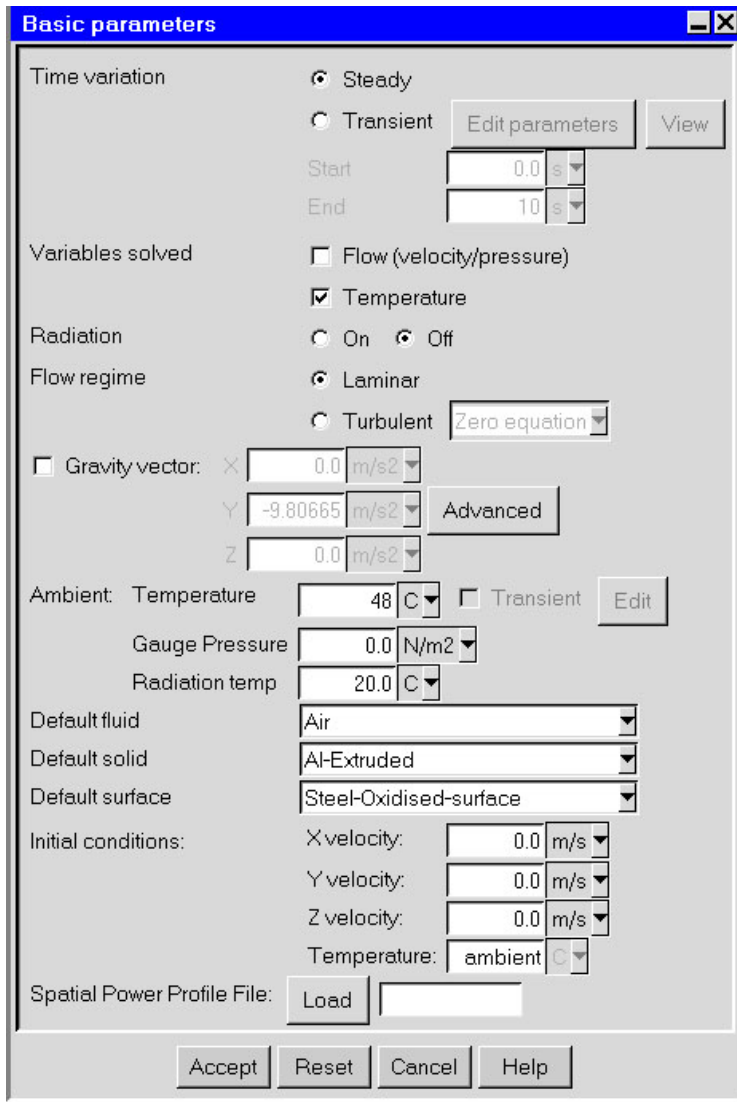 Basic parameters
Time variation Steady
Transient Edit parameters View
Start 0.0 s
End 10 s
Variables solved Flow (velocity/pressure)
Temperature
Radiation On Off
Flow regime Laminar
Turbulent Zero equation
Gravity vector: X 0.0 m/s2
Y -9.80665 m/s2 Advanced
Z 0.0 m/s2
Ambient: Temperature 48 C Transient Edit
Gauge Pressure 0.0 N/m2
Radiation temp 20.0 C
Default fluid Air
Default solid Al-Extruded
Default surface Steel-Oxidised-surface
Initial conditions: X velocity: 0.0 m/s
Y velocity: 0.0 m/s
Z velocity: 0.0 m/s
Temperature: ambient C
Spatial Power Profile File: Load
Accept Reset Cancel Help